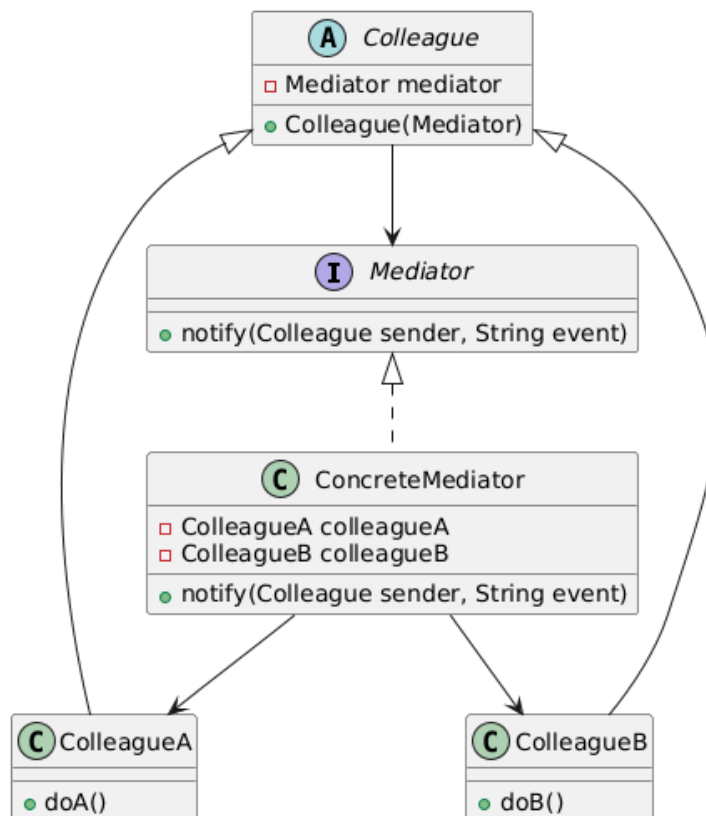 A Colleague
Mediator mediator
Colleague(Mediator)
I Mediator
notify(Colleague sender, String event)
C ConcreteMediator
ColleagueA colleagueA
ColleagueB colleagueB
notify(Colleague sender, String event)
C ColleagueA
doA()
C ColleagueB
doB()